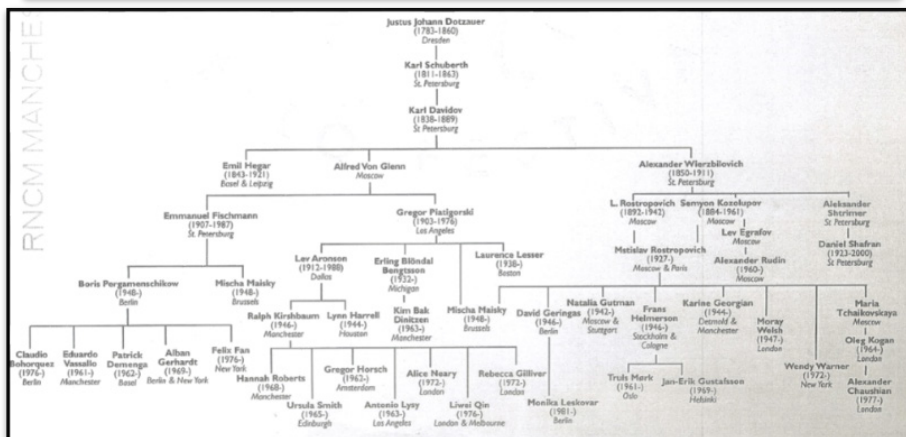 RNCM MANCHES
Justus Johann Dotzauer
(1783-1860)
Dresden
Karl Schuberth
(1811-1863)
St. Petersburg
Karl Davidov
(1838-1889)
St Petersburg
Emil Hegar
(1843-1921)
Basel & Leipzig
Alfred Von Glenn
Moscow
Alexander Wierzbilovich
(1850-1911)
St. Petersburg
Emmanuel Fischmann
(1907-1987)
St. Petersburg
Gregor Piatigorski
(1903-1976)
Los Angeles
L. Rostropovich
(1892-1942)
Moscow
Semyon Kozolupov
(1884-1961)
Moscow
Aleksander
Shtrimer
St Petersburg
Lev Egrafov
Moscow
Daniel Shafran
(1923-2000)
St Petersburg
Mstislav Rostropovich
(1927-)
Moscow & Paris
Alexander Rudin
(1960-)
Moscow
Lev Aronson
(1912-1988)
Dallas
Erling Blöndal
Bengtsson
(1932-)
Michigan
Laurence Lesser
(1938-)
Boston
Boris Pergamenschikow
(1948-)
Berlin
Mischa Maisky
(1948-)
Brussels
Ralph Kirshbaum
(1946-)
Manchester
Lynn Harrell
(1944-)
Houston
Kim Bak
Dinitzen
(1963-)
Manchester
Mischa Maisky
(1948-)
Brussels
David Geringas
(1946-)
Berlin
Natalia Gutman
(1942-)
Moscow &
Stuttgart
Frans
Helmerson
(1946-)
Stockholm &
Cologne
Karine Georgian
(1944-)
Detmold &
Manchester
Moray
Welsh
(1947-)
London
Maria
Tchaikovskaya
Moscow
Oleg Kogan
(1964-)
London
Claudio
Bohorquez
(1976-)
Berlin
Eduardo
Vassallo
(1961-)
Manchester
Patrick
Demenga
(1962-)
Basel
Alban
Gerhardt
(1969-)
Berlin & New York
Felix Fan
(1976-)
New York
Hannah Roberts
(1968-)
Manchester
Gregor Horsch
(1962-)
Amsterdam
Alice Neary
(1972-)
London
Rebecca Gilliver
(1972-)
London
Ursula Smith
(1965-)
Edinburgh
Antonio Lysy
(1963-)
Los Angeles
Liwei Qin
(1976-)
London & Melbourne
Monika Leskovar
(1981-)
Berlin
Truls Mørk
(1961-)
Oslo
Jan-Erik Gustafsson
(1969-)
Helsinki
Wendy Warner
(1972-)
New York
Alexander
Chaushian
(1977-)
London